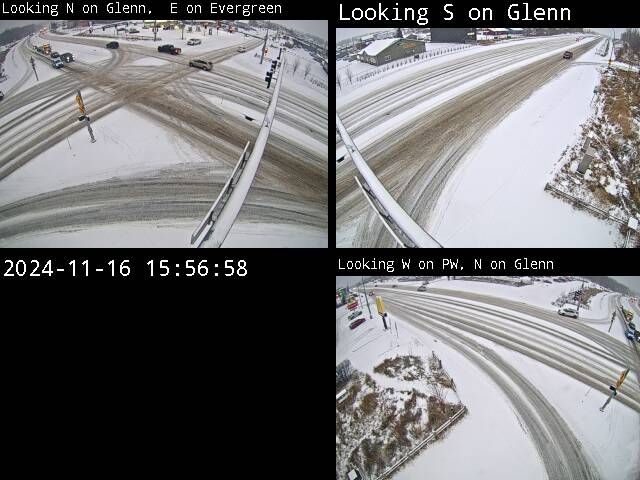 Looking N on Glenn,  E on Evergreen
Looking S on Glenn
2024-11-16 15:56:58
Looking W on PW, N on Glenn